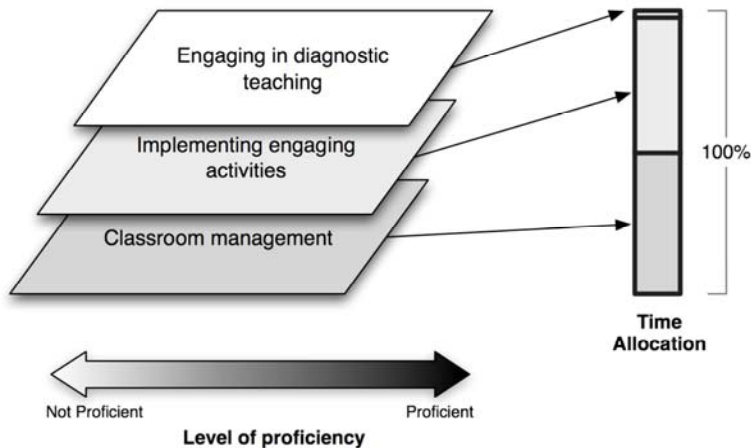 Engaging in diagnostic
teaching
Implementing engaging
activities
Classroom management
100%
Time
Allocation
Not Proficient
Proficient
Level of proficiency